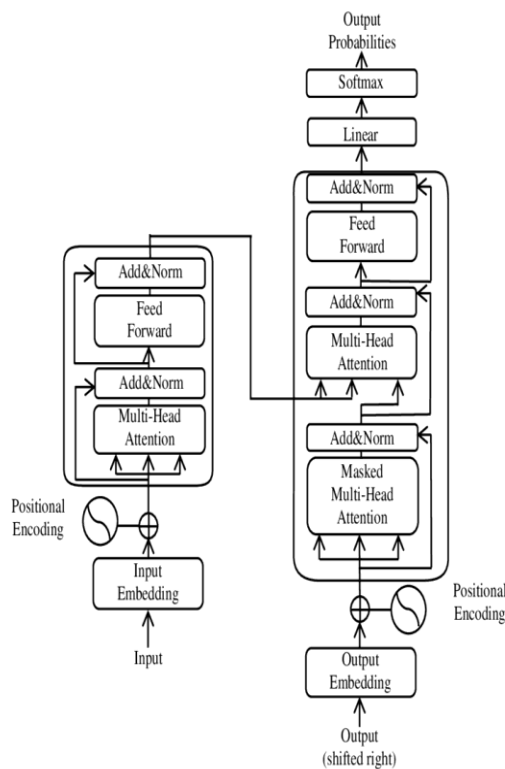 Output
Probabilities
Softmax
Linear
Add&Norm
Feed
Forward
Add&Norm
Multi-Head
Attention
Add&Norm
Masked
Multi-Head
Attention
Positional
Encoding
Output
Embedding
Output
(shifted right)
Add&Norm
Feed
Forward
Add&Norm
Multi-Head
Attention
Positional
Encoding
Input
Embedding
Input